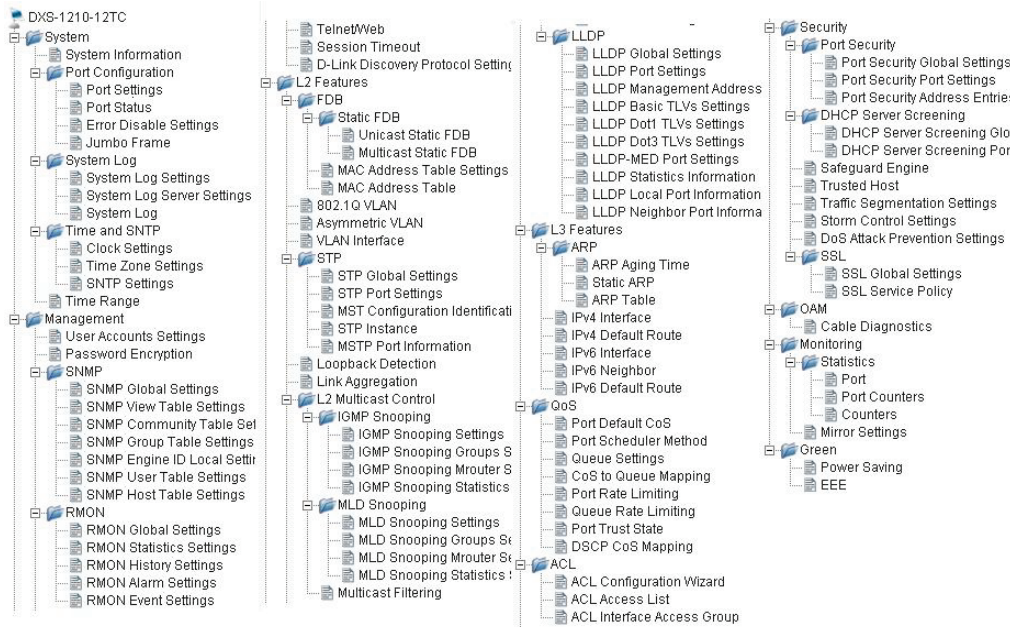 DXS-1210-12TC
System
System Information
Port Configuration
Port Settings
Port Status
Error Disable Settings
Jumbo Frame
System Log
System Log Settings
System Log Server Settings
System Log
Time and SNTP
Clock Settings
Time Zone Settings
SNTP Settings
Time Range
Management
User Accounts Settings
Password Encryption
SNMP
SNMP Global Settings
SNMP View Table Settings
SNMP Community Table Set
SNMP Group Table Settings
SNMP Engine ID Local Settin
SNMP User Table Settings
SNMP Host Table Settings
RMON
RMON Global Settings
RMON Statistics Settings
RMON History Settings
RMON Alarm Settings
RMON Event Settings
Telnet/Web
Session Timeout
D-Link Discovery Protocol Setting
L2 Features
FDB
Static FDB
Unicast Static FDB
Multicast Static FDB
MAC Address Table Settings
MAC Address Table
802.1Q VLAN
Asymmetric VLAN
VLAN Interface
STP
STP Global Settings
STP Port Settings
MST Configuration Identificati
STP Instance
MSTP Port Information
Loopback Detection
Link Aggregation
L2 Multicast Control
IGMP Snooping
IGMP Snooping Settings
IGMP Snooping Groups S
IGMP Snooping Mrouter S
IGMP Snooping Statistics
MLD Snooping
MLD Snooping Settings
MLD Snooping Groups Se
MLD Snooping Mrouter Se
MLD Snooping Statistics
Multicast Filtering
LLDP
LLDP Global Settings
LLDP Port Settings
LLDP Management Address
LLDP Basic TLVs Settings
LLDP Dot1 TLVs Settings
LLDP Dot3 TLVs Settings
LLDP-MED Port Settings
LLDP Statistics Information
LLDP Local Port Information
LLDP Neighbor Port Informa
L3 Features
ARP
ARP Aging Time
Static ARP
ARP Table
IPv4 Interface
IPv4 Default Route
IPv6 Interface
IPv6 Neighbor
IPv6 Default Route
QoS
Port Default CoS
Port Scheduler Method
Queue Settings
CoS to Queue Mapping
Port Rate Limiting
Queue Rate Limiting
Port Trust State
DSCP CoS Mapping
ACL
ACL Configuration Wizard
ACL Access List
ACL Interface Access Group
Security
Port Security
Port Security Global Settings
Port Security Port Settings
Port Security Address Entries
DHCP Server Screening
DHCP Server Screening Glo
DHCP Server Screening Por
Safeguard Engine
Trusted Host
Traffic Segmentation Settings
Storm Control Settings
DoS Attack Prevention Settings
SSL
SSL Global Settings
SSL Service Policy
OAM
Cable Diagnostics
Monitoring
Statistics
Port
Port Counters
Counters
Mirror Settings
Green
Power Saving
EEE